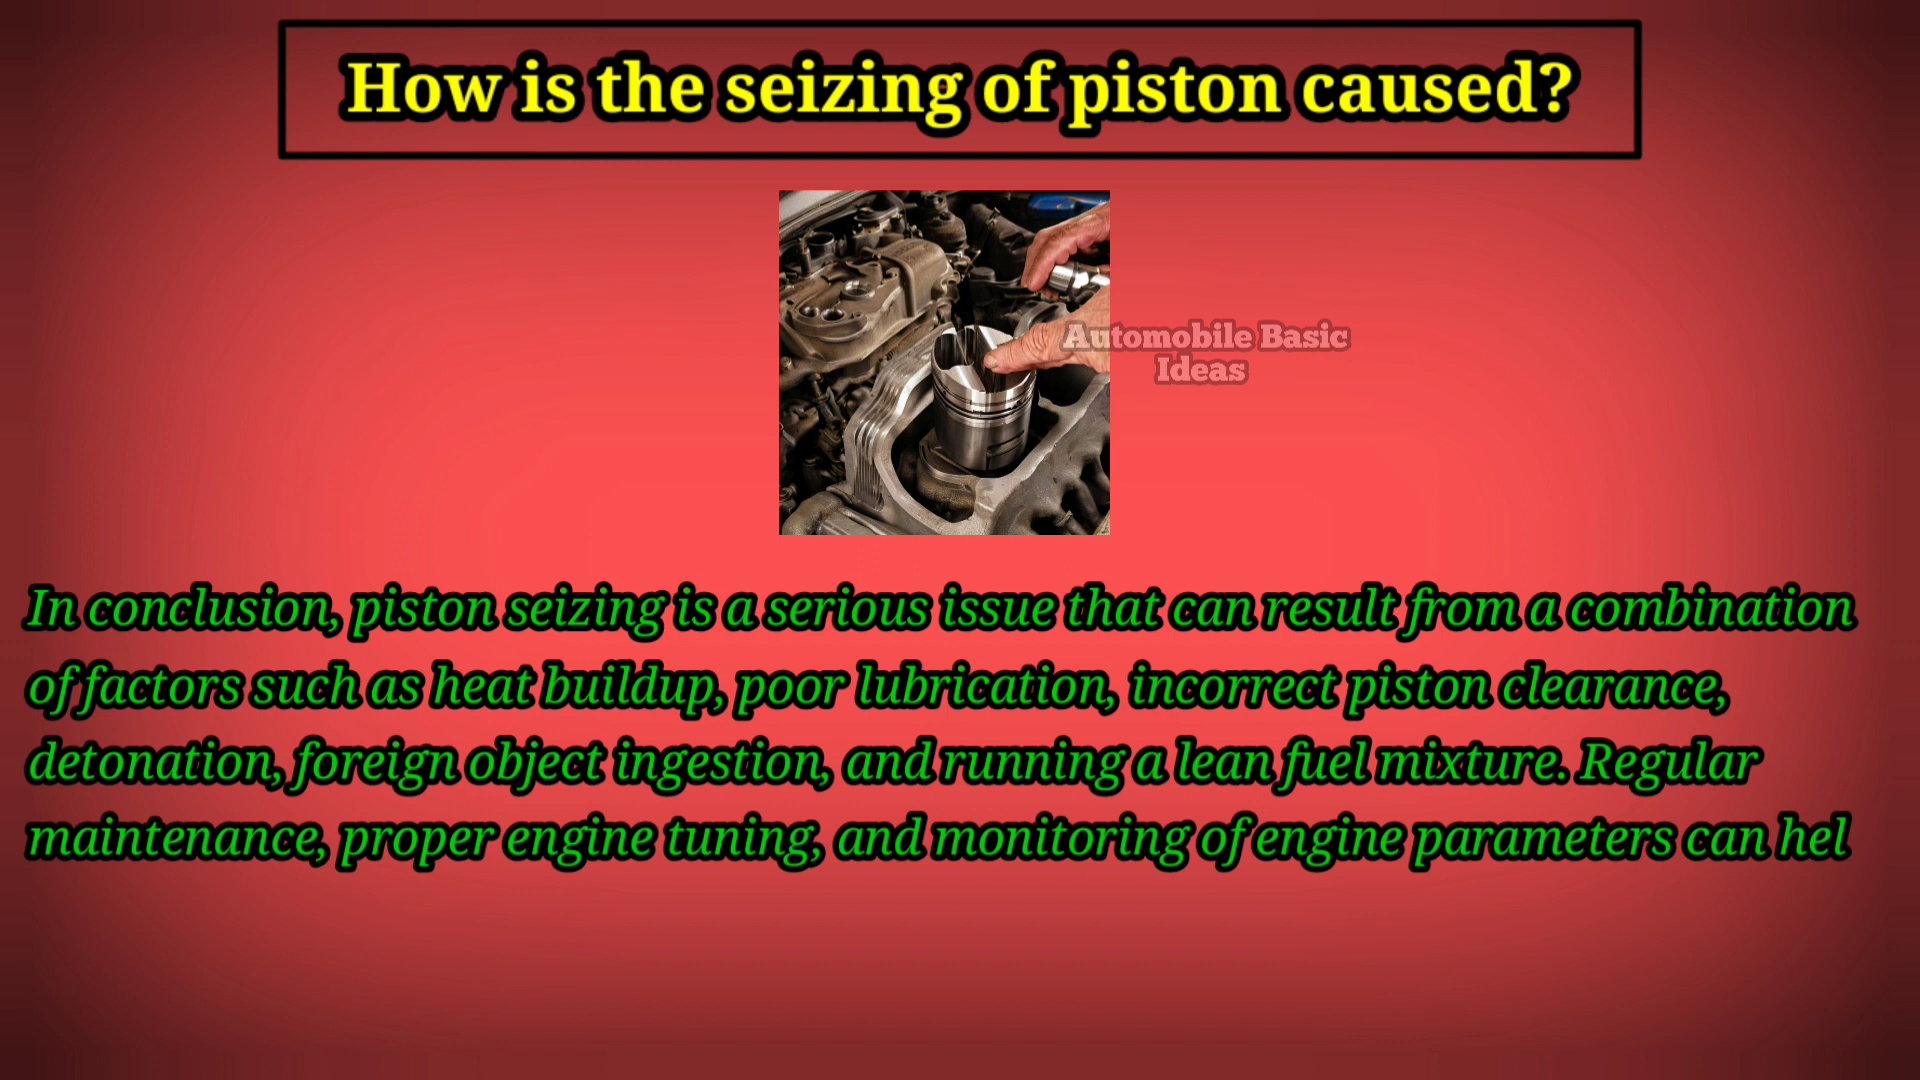 How is the seizing of piston caused?
Automobile Basic
Ideas
In conclusion, piston seizing is a serious issue that can result from a combination
of factors such as heat buildup, poor lubrication, incorrect piston clearance,
detonation, foreign object ingestion, and running a lean fuel mixture. Regular
maintenance, proper engine tuning, and monitoring of engine parameters can hel